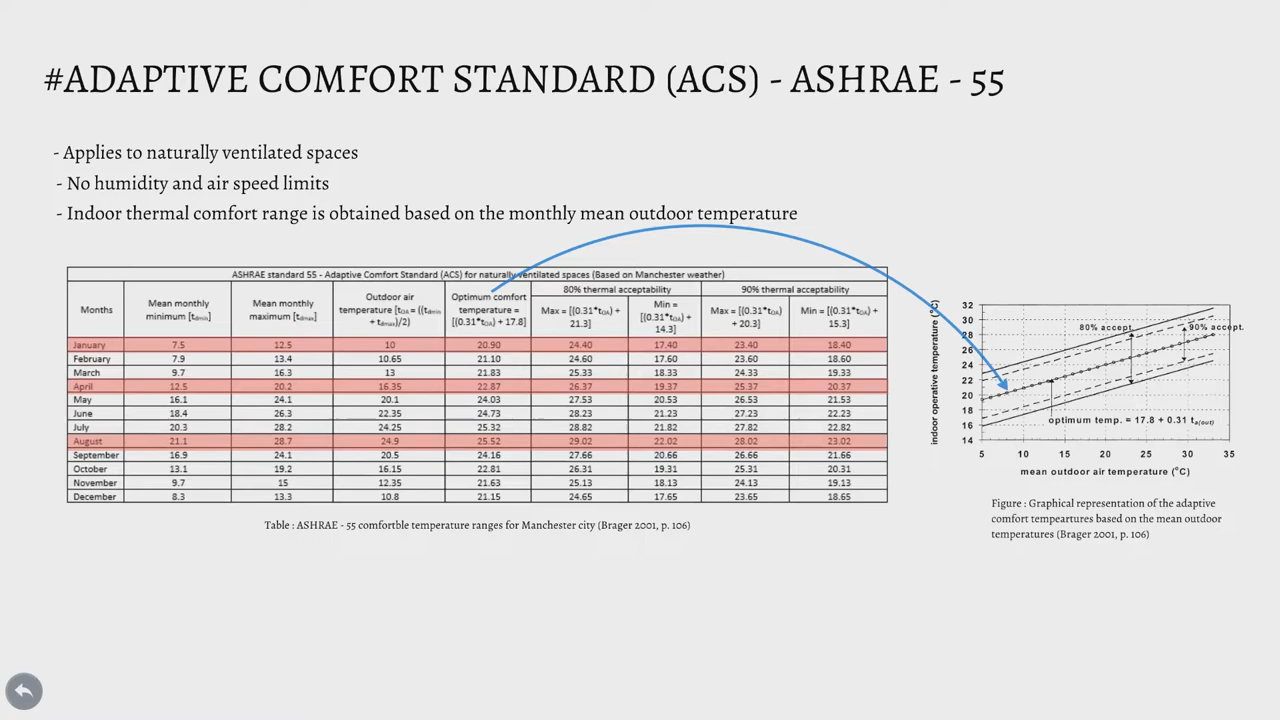 #ADAPTIVE COMFORT STANDARD (ACS) - ASHRAE - 55
- Applies to naturally ventilated spaces
- No humidity and air speed limits
- Indoor thermal comfort range is obtained based on the monthly mean outdoor temperature
ASHRAE standard 55 - Adaptive Comfort Standard (ACS) for naturally ventilated spaces (Based on Manchester weather)
Months Mean monthly minimum [tdmin] Mean monthly maximum [tdmax] Outdoor air temperature [tOA = ((tdmin + tdmax)/2) Optimum comfort temperature = [(0.31*tOA) + 17.8] 80% thermal acceptability 90% thermal acceptability
Max = [(0.31*tOA) + 21.3] Min = [(0.31*tOA) + 14.3] Max = [(0.31*tOA) + 20.3] Min = [(0.31*tOA) + 15.3]
January 7.5 12.5 10 20.90 24.40 17.40 23.40 18.40
February 7.9 13.4 10.65 21.10 24.60 17.60 23.60 18.60
March 9.7 16.3 13 21.83 25.33 18.33 24.33 19.33
April 12.5 20.2 16.35 22.87 26.37 19.37 25.37 20.37
May 16.1 24.1 20.1 24.03 27.53 20.53 26.53 21.53
June 18.4 26.3 22.35 24.73 28.23 21.23 27.23 22.23
July 20.3 28.2 24.25 25.32 28.82 21.82 27.82 22.82
August 21.1 28.7 24.9 25.52 29.02 22.02 28.02 23.02
September 16.9 24.1 20.5 24.16 27.66 20.66 26.66 21.66
October 13.1 19.2 16.15 22.81 26.31 19.31 25.31 20.31
November 9.7 15 12.35 21.63 25.13 18.13 24.13 19.13
December 8.3 13.3 10.8 21.15 24.65 17.65 23.65 18.65
Table : ASHRAE - 55 comfortble temperature ranges for Manchester city (Brager 2001, p. 106)
indoor operative temperature (°C)
32
30
28
26
24
22
20
18
16
14
80% accept.
90% accept.
optimum temp. = 17.8 + 0.31 ta(out)
5 10 15 20 25 30 35
mean outdoor air temperature (°C)
Figure : Graphical representation of the adaptive
comfort tempeartures based on the mean outdoor
temperatures (Brager 2001, p. 106)